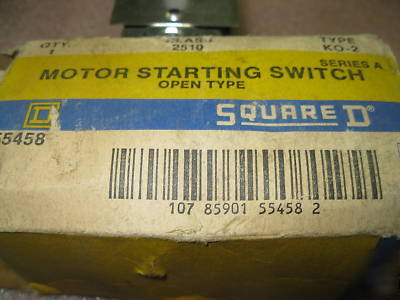 QTY. CLASS TYPE
1 2510 KO-2
SERIES A
MOTOR STARTING SWITCH
OPEN TYPE
SQUARE D®
55458
107 85901 55458 2